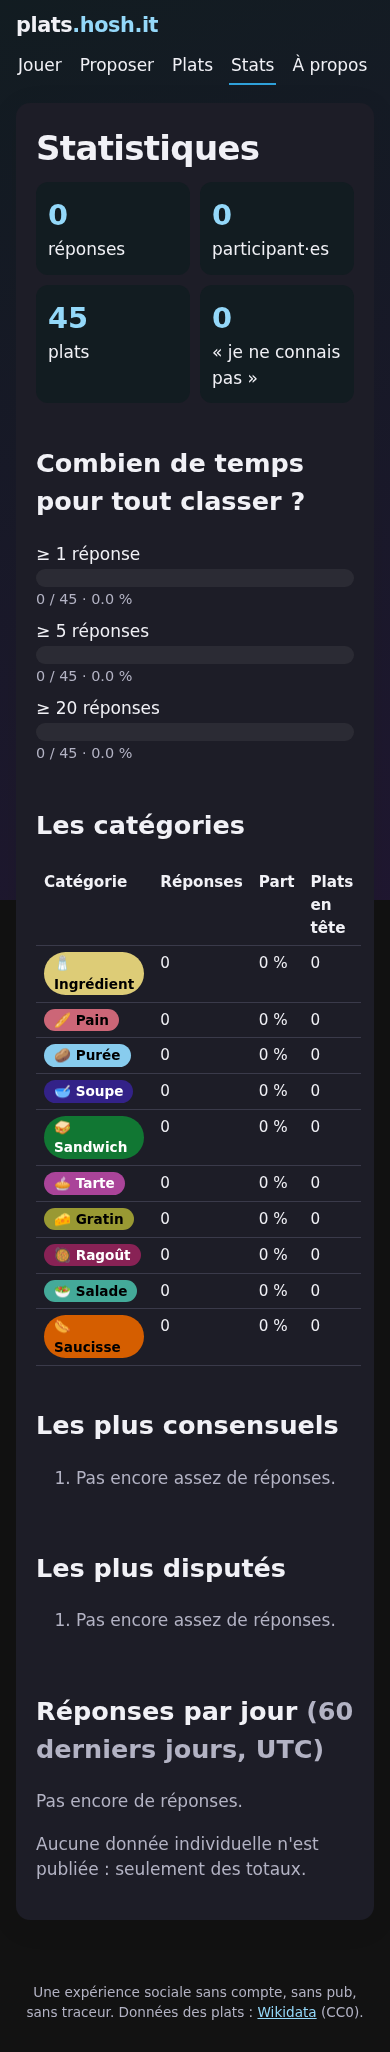 plats.hosh.it
Jouer Proposer Plats Stats À propos
Statistiques
0
réponses
0
participant·es
45
plats
0
« je ne connais
pas »
Combien de temps
pour tout classer ?
≥ 1 réponse
0 / 45 · 0.0 %
≥ 5 réponses
0 / 45 · 0.0 %
≥ 20 réponses
0 / 45 · 0.0 %
Les catégories
Catégorie Réponses Part Plats
en
tête
Ingrédient 0 0 % 0
Pain 0 0 % 0
Purée 0 0 % 0
Soupe 0 0 % 0
Sandwich 0 0 % 0
Tarte 0 0 % 0
Gratin 0 0 % 0
Ragoût 0 0 % 0
Salade 0 0 % 0
Saucisse 0 0 % 0
Les plus consensuels
1. Pas encore assez de réponses.
Les plus disputés
1. Pas encore assez de réponses.
Réponses par jour (60
derniers jours, UTC)
Pas encore de réponses.
Aucune donnée individuelle n'est
publiée : seulement des totaux.
Une expérience sociale sans compte, sans pub,
sans traceur. Données des plats : Wikidata (CC0).